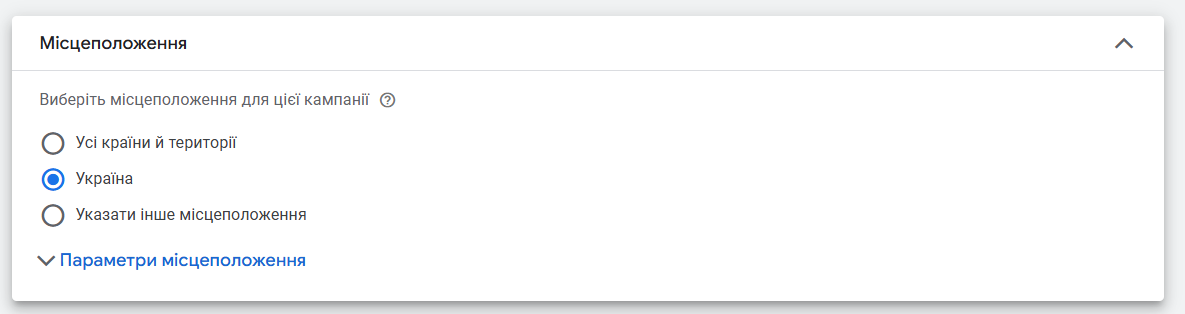 Місцеположення
Виберіть місцеположення для цієї кампанії
Усі країни й території
Україна
Указати інше місцеположення
Параметри місцеположення